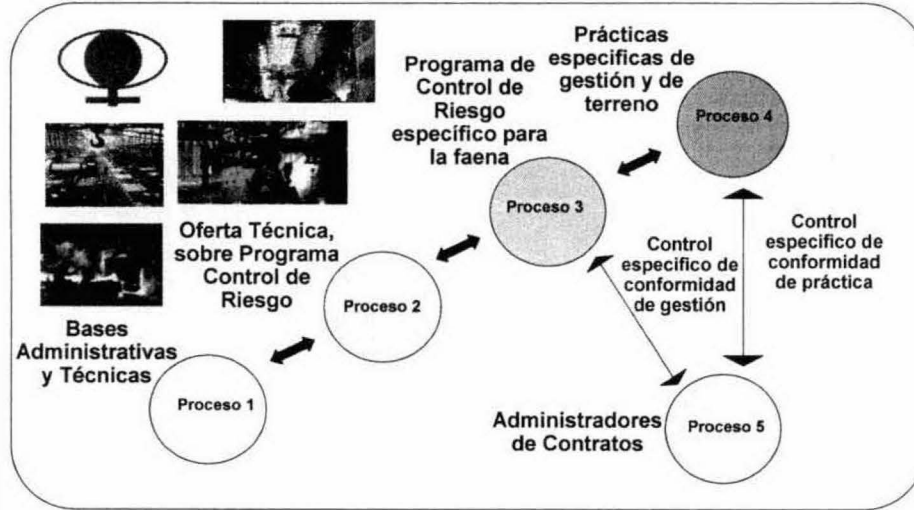 Programa de
Control de
Riesgo
especifico para
la faena
Prácticas
especificas de
gestión y de
terreno
Proceso 4
Proceso 3
Oferta Técnica,
sobre Programa
Control de
Riesgo
Proceso 2
Control
especifico de
conformidad
de gestión
Control
especifico de
conformidad
de práctica
Bases
Administrativas
y Técnicas
Proceso 1
Administradores
de Contratos
Proceso 5